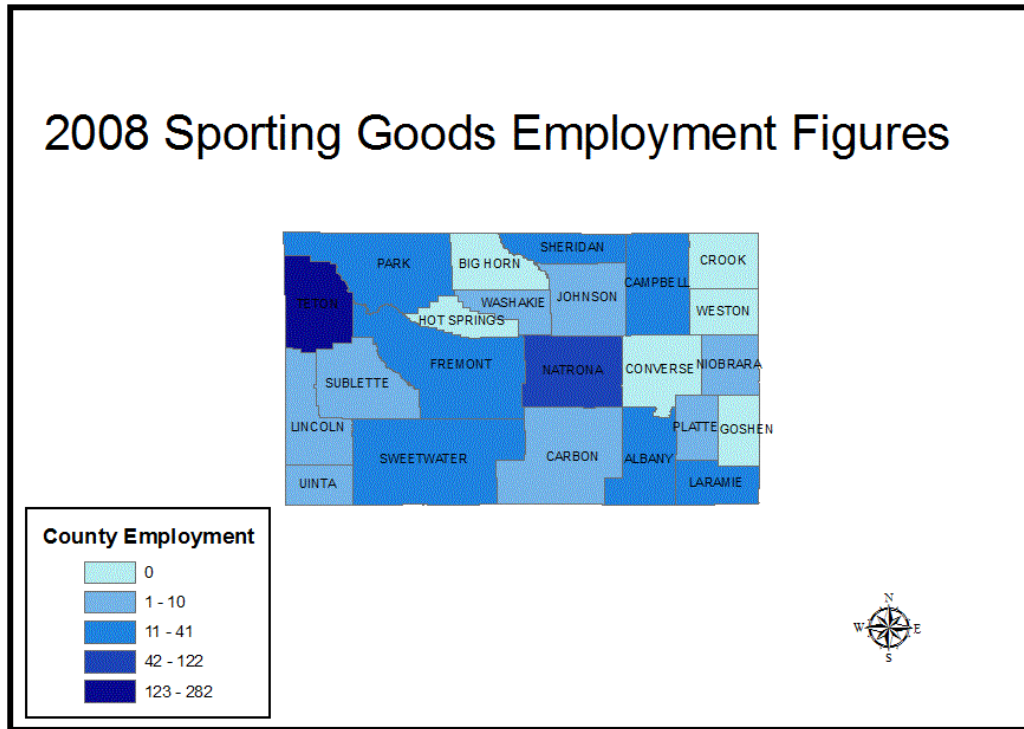 2008 Sporting Goods Employment Figures
SHERIDAN
PARK
BIG HORN
CROOK
CAMPBELL
JOHNSON
TETON
WASHAKIE
WESTON
HOT SPRINGS
FREMONT
NATRONA
CONVERSE
NIOBRARA
SUBLETTE
LINCOLN
PLATTE
GOSHEN
SWEETWATER
CARBON
ALBANY
UINTA
LARAMIE
County Employment
0
1 - 10
11 - 41
42 - 122
123 - 282
N
W
E
S